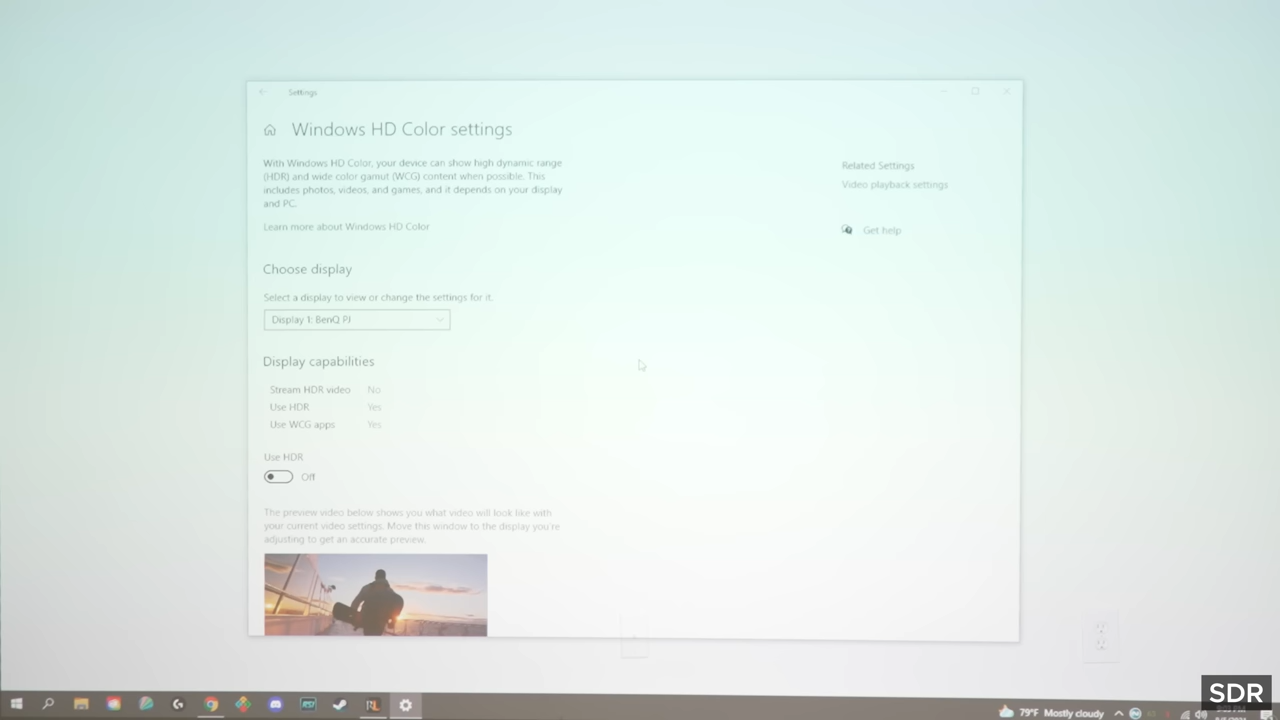 Settings
Windows HD Color settings
With Windows HD Color, your device can show high dynamic range
(HDR) and wide color gamut (WCG) content when possible. This
includes photos, videos, and games, and it depends on your display
and PC.
Learn more about Windows HD Color
Related Settings
Video playback settings
Get help
Choose display
Select a display to view or change the settings for it.
Display 1: BenQ PJ
Display capabilities
Stream HDR video No
Use HDR Yes
Use WCG apps Yes
Use HDR
Off
The preview video below shows you what video will look like with
your current video settings. Move this window to the display you're
adjusting to get an accurate preview.
RSI
RL
79°F Mostly cloudy
SDR